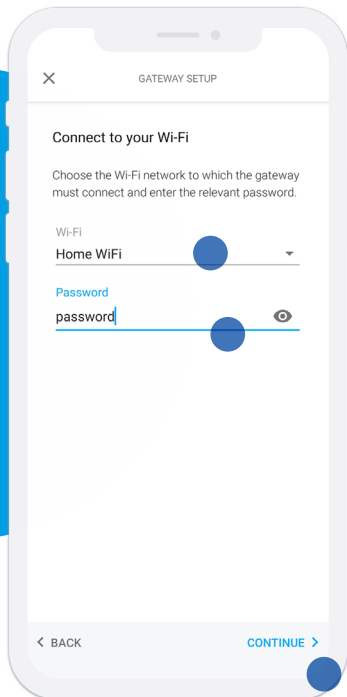 GATEWAY SETUP
Connect to your Wi-Fi
Choose the Wi-Fi network to which the gateway
must connect and enter the relevant password.
Wi-Fi
Home WiFi
Password
password
BACK
CONTINUE